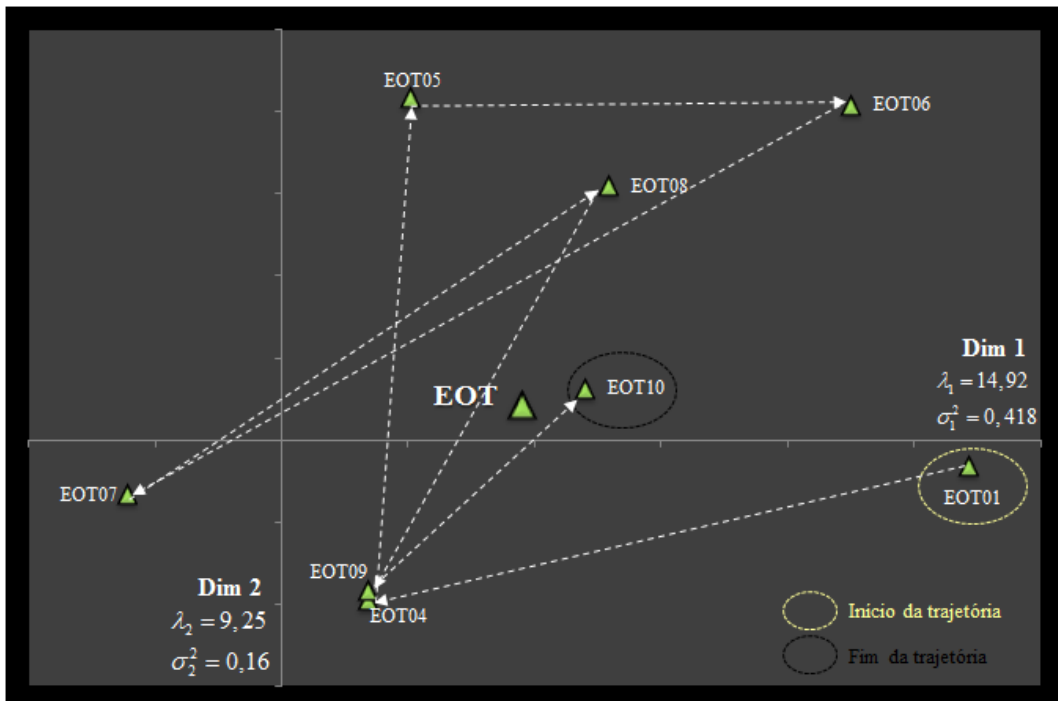 EOT05
EOT06
EOT08
Dim 1
λ₁ = 14,92
σ₁² = 0,418
EOT
EOT10
EOT07
EOT01
EOT09
Dim 2
EOT04
λ₂ = 9,25
σ₂² = 0,16
Início da trajetória
Fim da trajetória